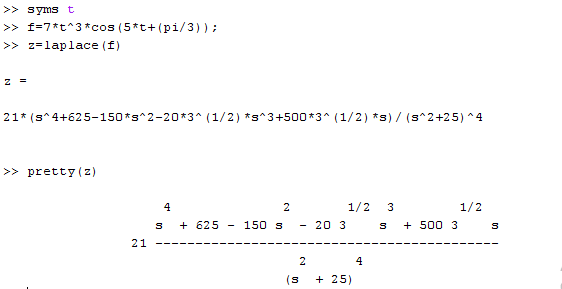 >> syms t
>> f=7*t^3*cos(5*t+(pi/3));
>> z=laplace(f)
z =
21*(s^4+625-150*s^2-20*3^(1/2)*s^3+500*3^(1/2)*s)/(s^2+25)^4
>> pretty(z)
4 2 1/2 3 1/2
s + 625 - 150 s - 20 3 s + 500 3 s
21 -----------------------------------------------
2 4
(s + 25)